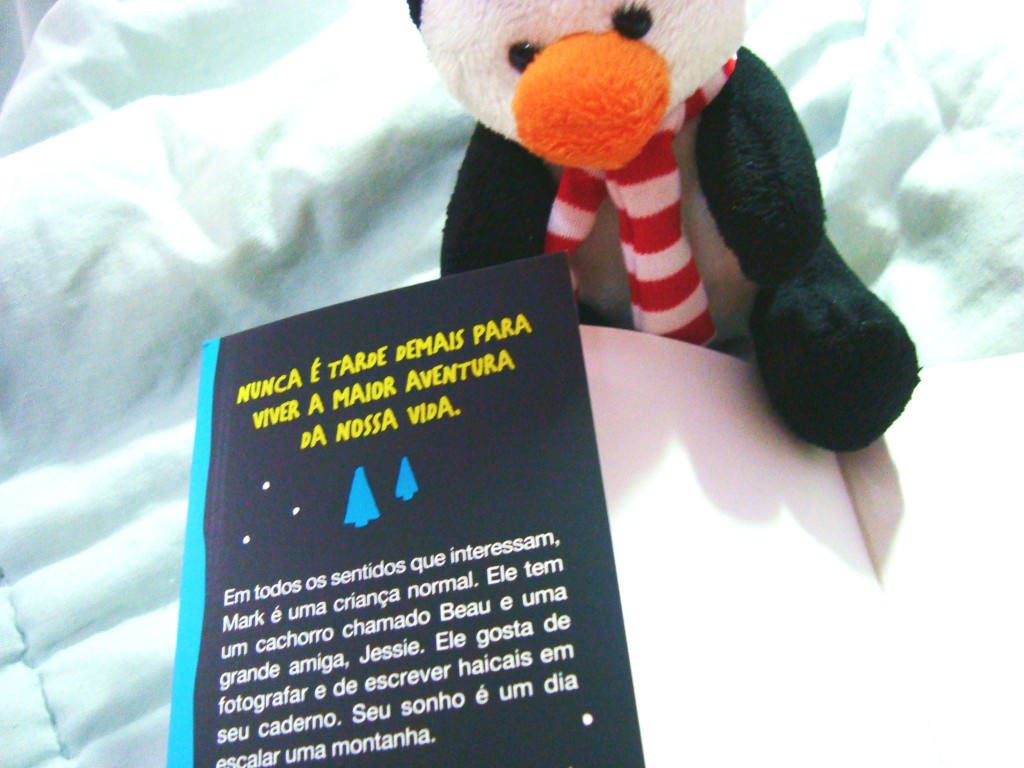 NUNCA É TARDE DEMAIS PARA
VIVER A MAIOR AVENTURA
DA NOSSA VIDA.
Em todos os sentidos que interessam,
Mark é uma criança normal. Ele tem
um cachorro chamado Beau e uma
grande amiga, Jessie. Ele gosta de
fotografar e de escrever haicais em
seu caderno. Seu sonho é um dia
escalar uma montanha.